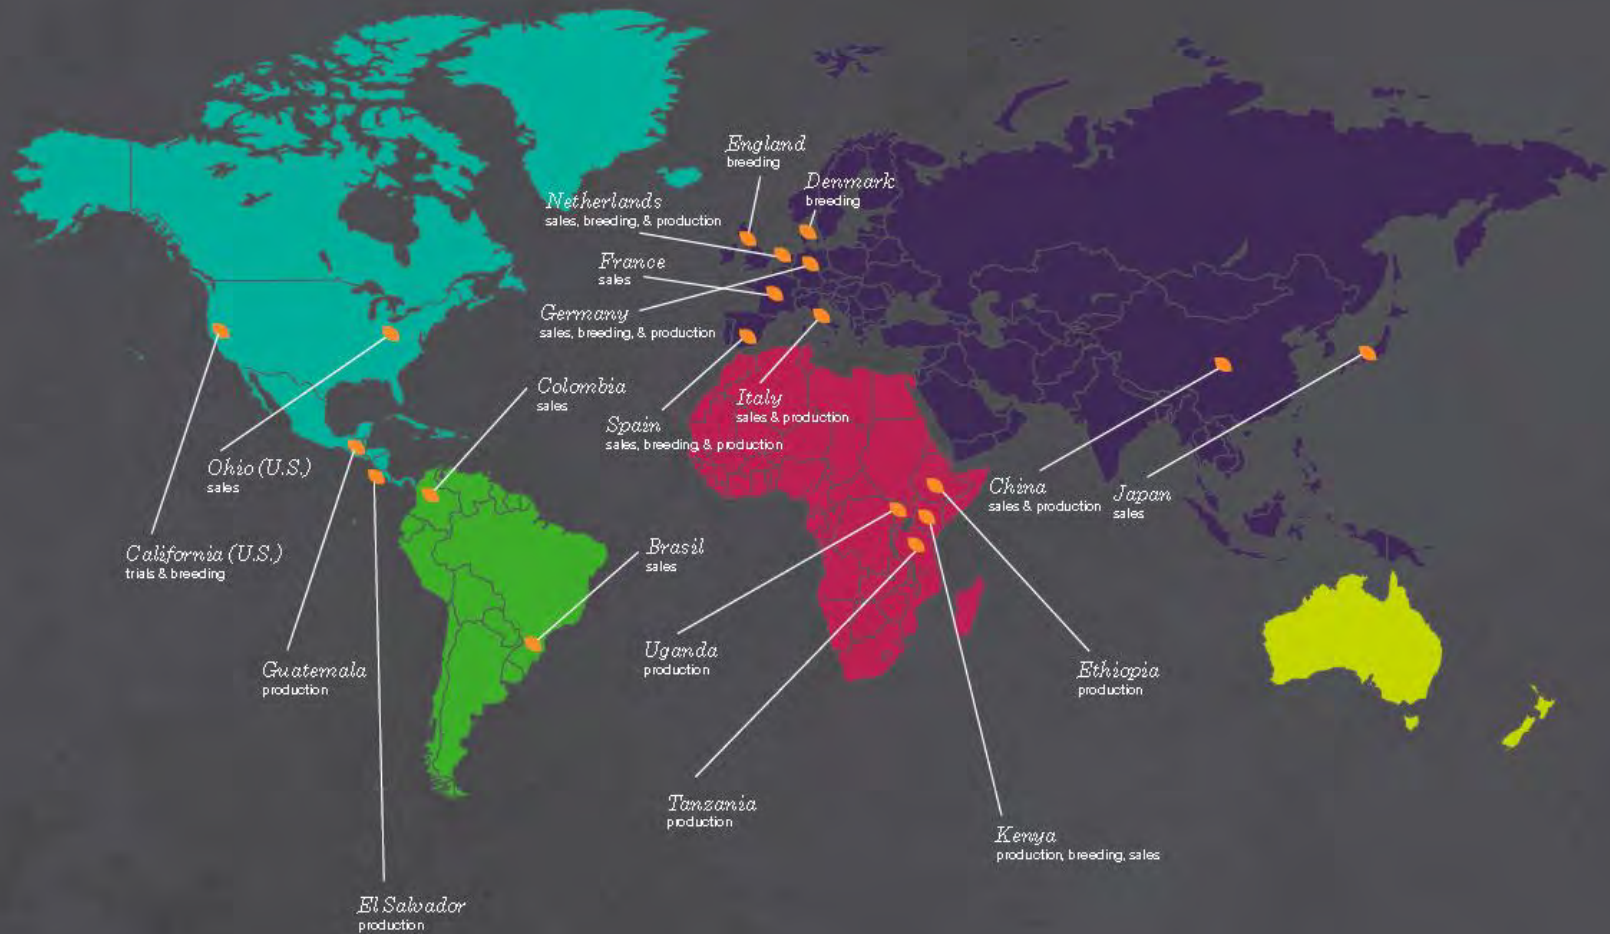 England
breeding
Denmark
breeding
Netherlands
sales, breeding, & production
France
sales
Germany
sales, breeding, & production
Colombia
sales
Italy
sales & production
Spain
sales, breeding, & production
Ohio (U.S.)
sales
China
sales & production
Japan
sales
California (U.S.)
trials & breeding
Brasil
sales
Uganda
production
Guatemala
production
Ethiopia
production
Tanzania
production
Kenya
production, breeding, sales
El Salvador
production